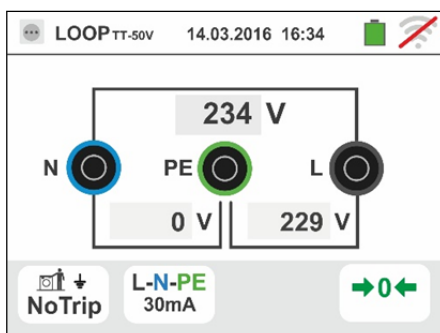 LOOP TT-50V 14.03.2016 16:34
234 V
N PE L
0 V 229 V
NoTrip L-N-PE 30mA →0←